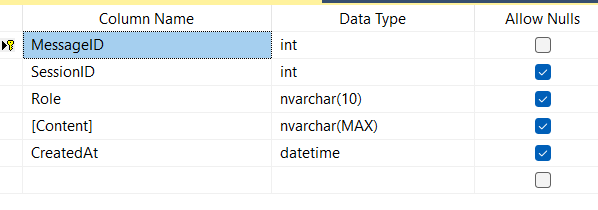 Column Name Data Type Allow Nulls
MessageID int
SessionID int
Role nvarchar(10)
[Content] nvarchar(MAX)
CreatedAt datetime